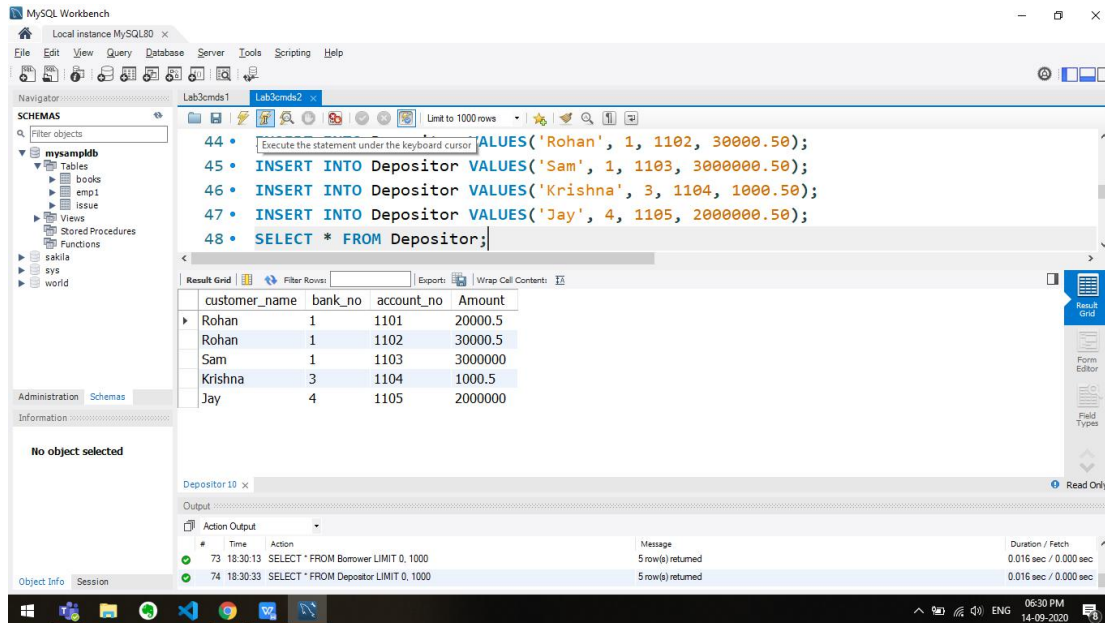 MySQL Workbench
Local instance MySQL80
File Edit View Query Database Server Tools Scripting Help
Navigator
SCHEMAS
Filter objects
mysampldb
Tables
books
emp1
issue
Views
Stored Procedures
Functions
sakila
sys
world
Administration Schemas
Information
No object selected
Object Info Session
Lab3cmds1 Lab3cmds2
Limit to 1000 rows
Execute the statement under the keyboard cursor
44 Depositor VALUES('Rohan', 1, 1102, 30000.50);
45 INSERT INTO Depositor VALUES('Sam', 1, 1103, 3000000.50);
46 INSERT INTO Depositor VALUES('Krishna', 3, 1104, 1000.50);
47 INSERT INTO Depositor VALUES('Jay', 4, 1105, 2000000.50);
48 SELECT * FROM Depositor;
Result Grid Filter Rows: Export: Wrap Cell Content:
customer_name bank_no account_no Amount
Rohan 1 1101 20000.5
Rohan 1 1102 30000.5
Sam 1 1103 3000000
Krishna 3 1104 1000.5
Jay 4 1105 2000000
Result Grid
Form Editor
Field Types
Depositor 10
Read Only
Output
Action Output
# Time Action Message Duration / Fetch
73 18:30:13 SELECT * FROM Borrower LIMIT 0, 1000 5 row(s) returned 0.016 sec / 0.000 sec
74 18:30:33 SELECT * FROM Depositor LIMIT 0, 1000 5 row(s) returned 0.016 sec / 0.000 sec
ENG
06:30 PM
14-09-2020